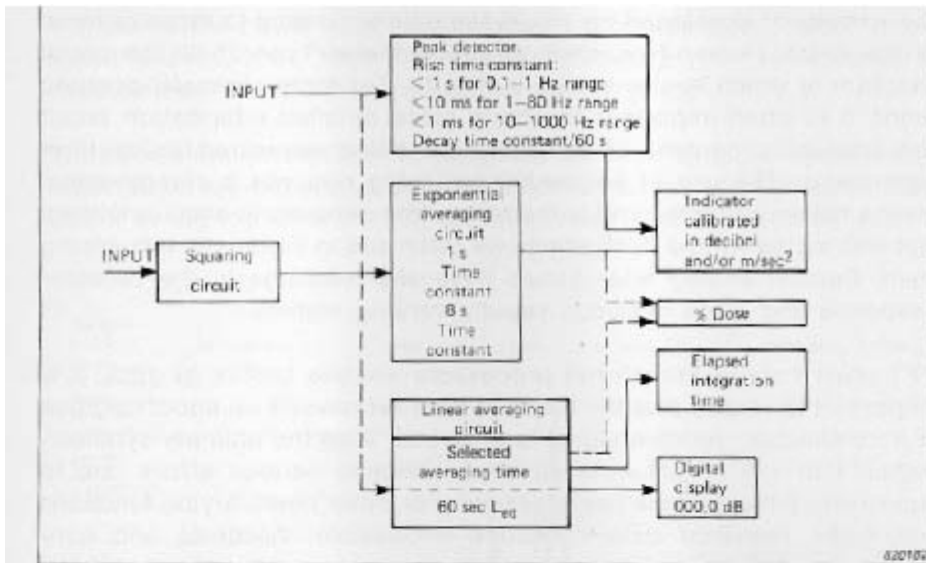 Peak detector
Rise time constant:
< 1 s for 0.1–1 Hz range
<10 ms for 1–80 Hz range
<1 ms for 10–1000 Hz range
Decay time constant/60 s
INPUT
Exponential
averaging
circuit
1 s
Time
constant
8 s
Time
constant
Indicator
calibrated
in decibel
and/or m/sec²
INPUT
Squaring
circuit
% Dose
Elapsed
integration
time
Linear averaging
circuit
Selected
averaging time
60 sec Leq
Digital
display
000.0 dB
820162